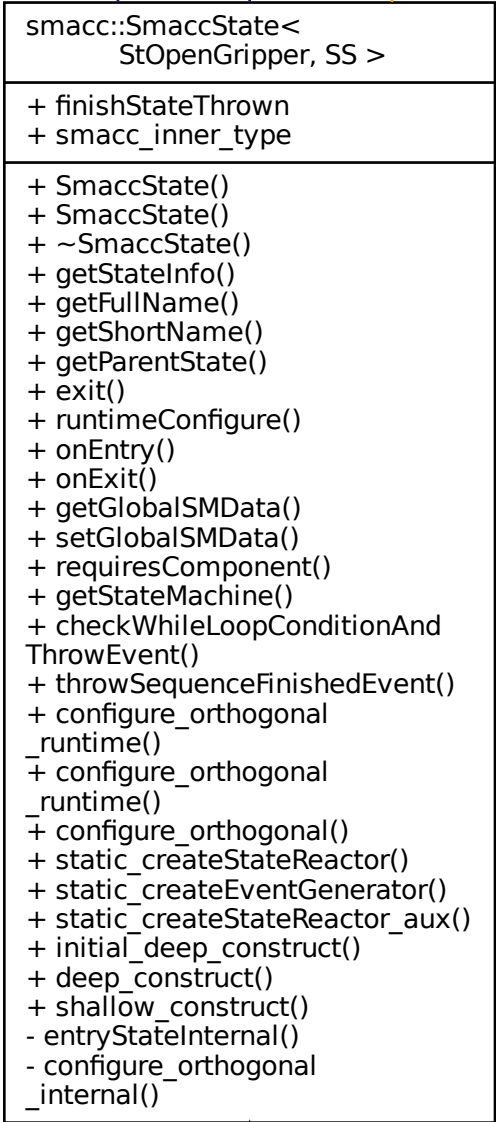 smacc::SmaccState<
StOpenGripper, SS >
+ finishStateThrown
+ smacc_inner_type
+ SmaccState()
+ SmaccState()
+ ~SmaccState()
+ getStateInfo()
+ getFullName()
+ getShortName()
+ getParentState()
+ exit()
+ runtimeConfigure()
+ onEntry()
+ onExit()
+ getGlobalSMData()
+ setGlobalSMData()
+ requiresComponent()
+ getStateMachine()
+ checkWhileLoopConditionAnd
ThrowEvent()
+ throwSequenceFinishedEvent()
+ configure_orthogonal
_runtime()
+ configure_orthogonal
_runtime()
+ configure_orthogonal()
+ static_createStateReactor()
+ static_createEventGenerator()
+ static_createStateReactor_aux()
+ initial_deep_construct()
+ deep_construct()
+ shallow_construct()
- entryStateInternal()
- configure_orthogonal
_internal()